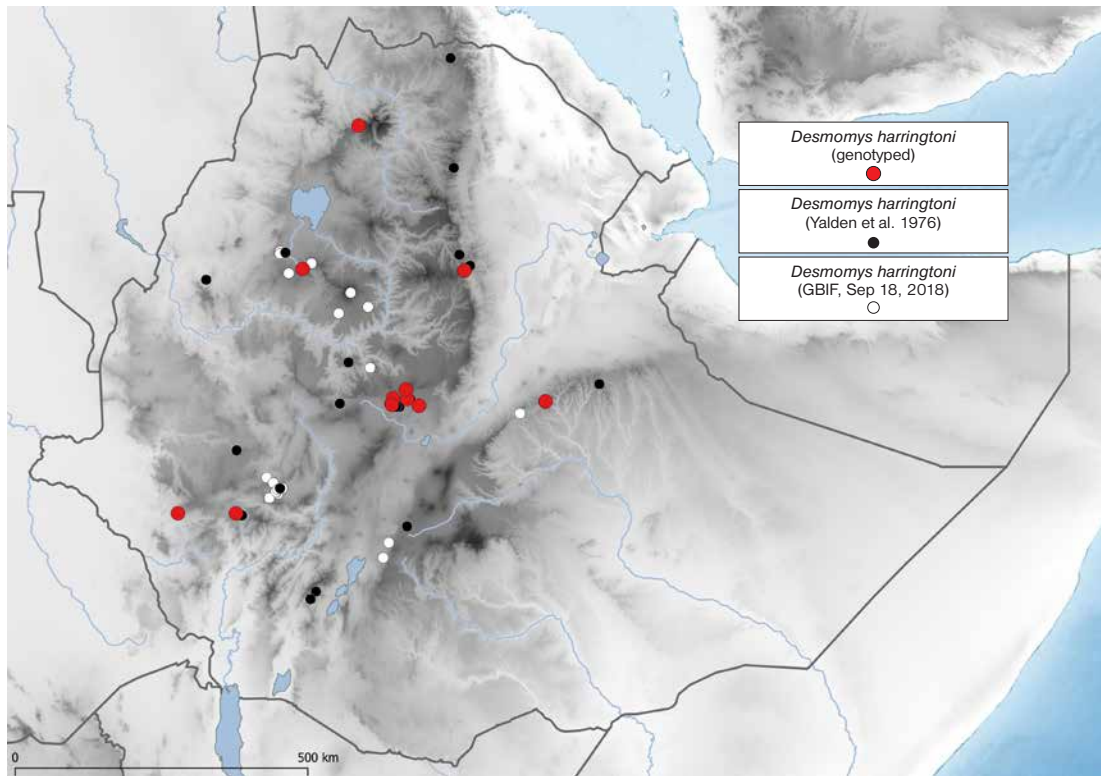 Desmomys harringtoni
(genotyped)
Desmomys harringtoni
(Yalden et al. 1976)
Desmomys harringtoni
(GBIF, Sep 18, 2018)
0
500 km